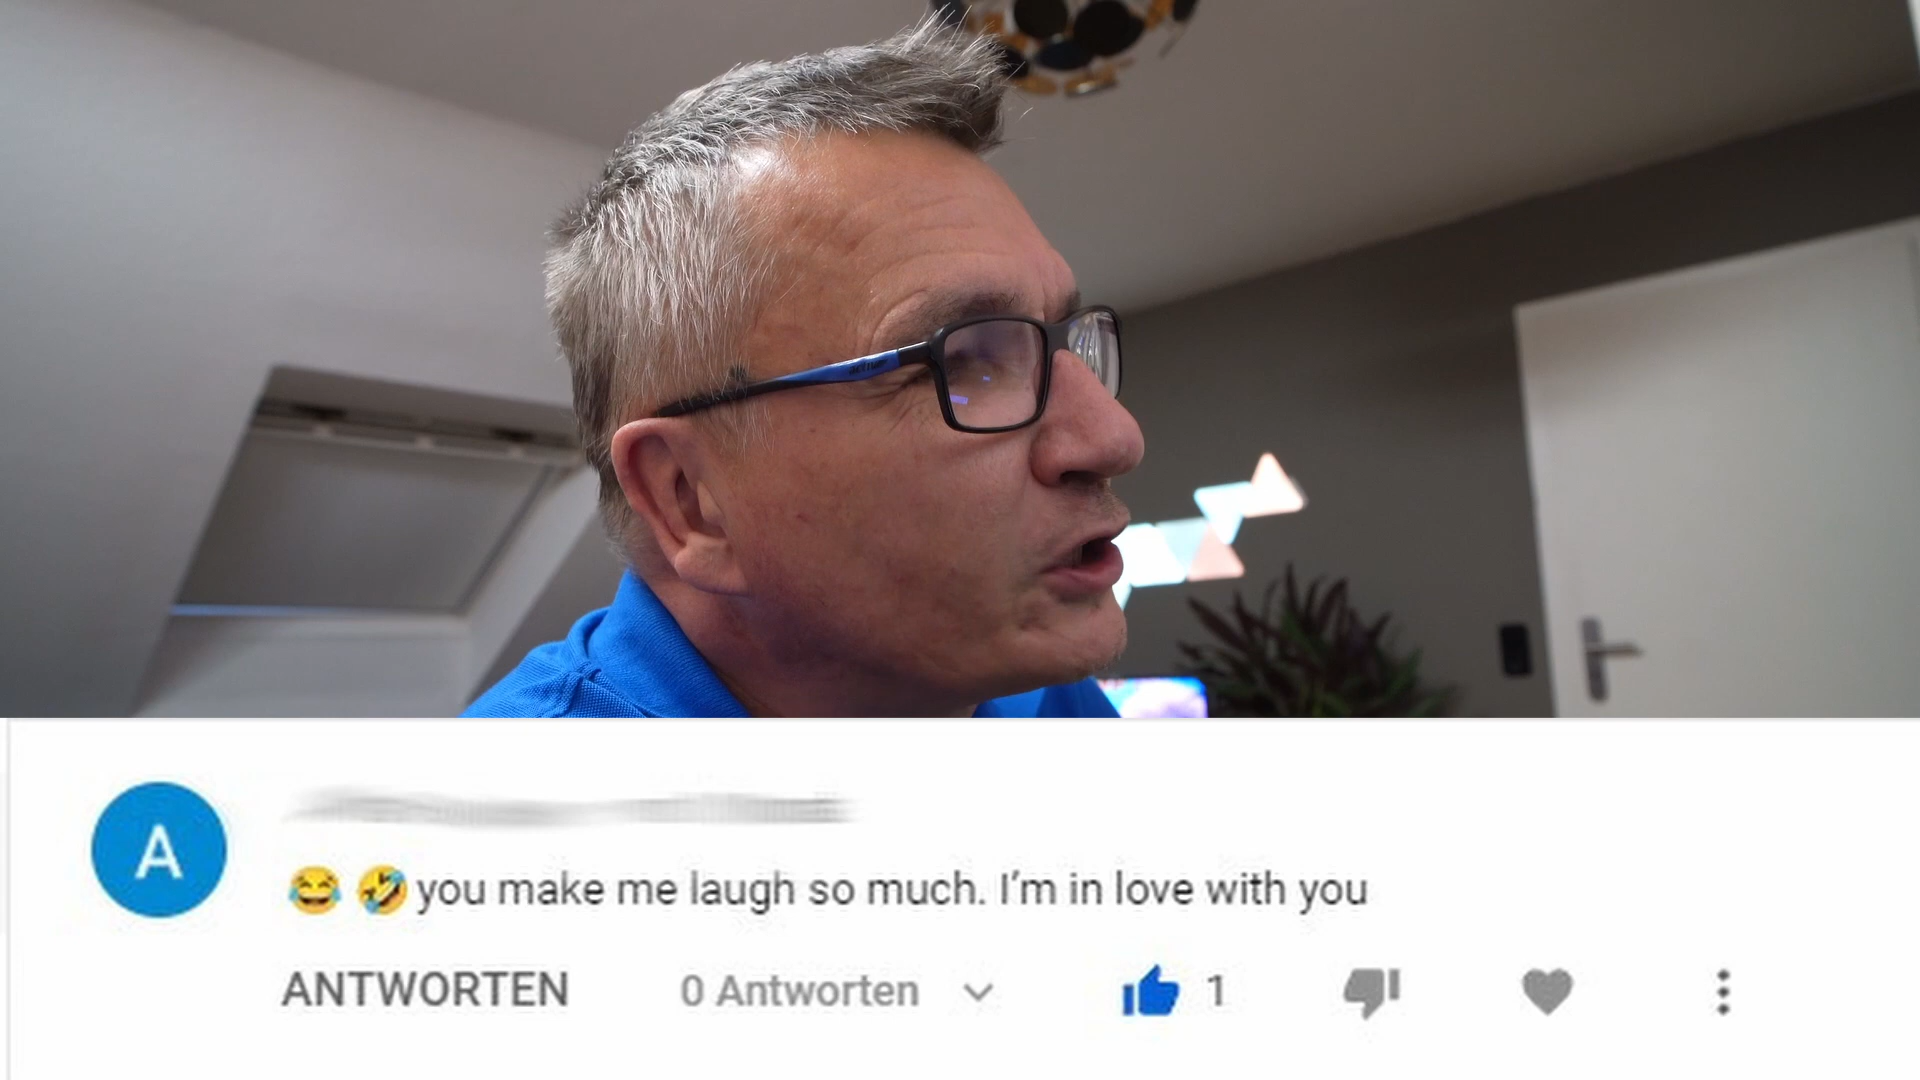 A
😂 🤣 you make me laugh so much. I'm in love with you
ANTWORTEN 0 Antworten 1